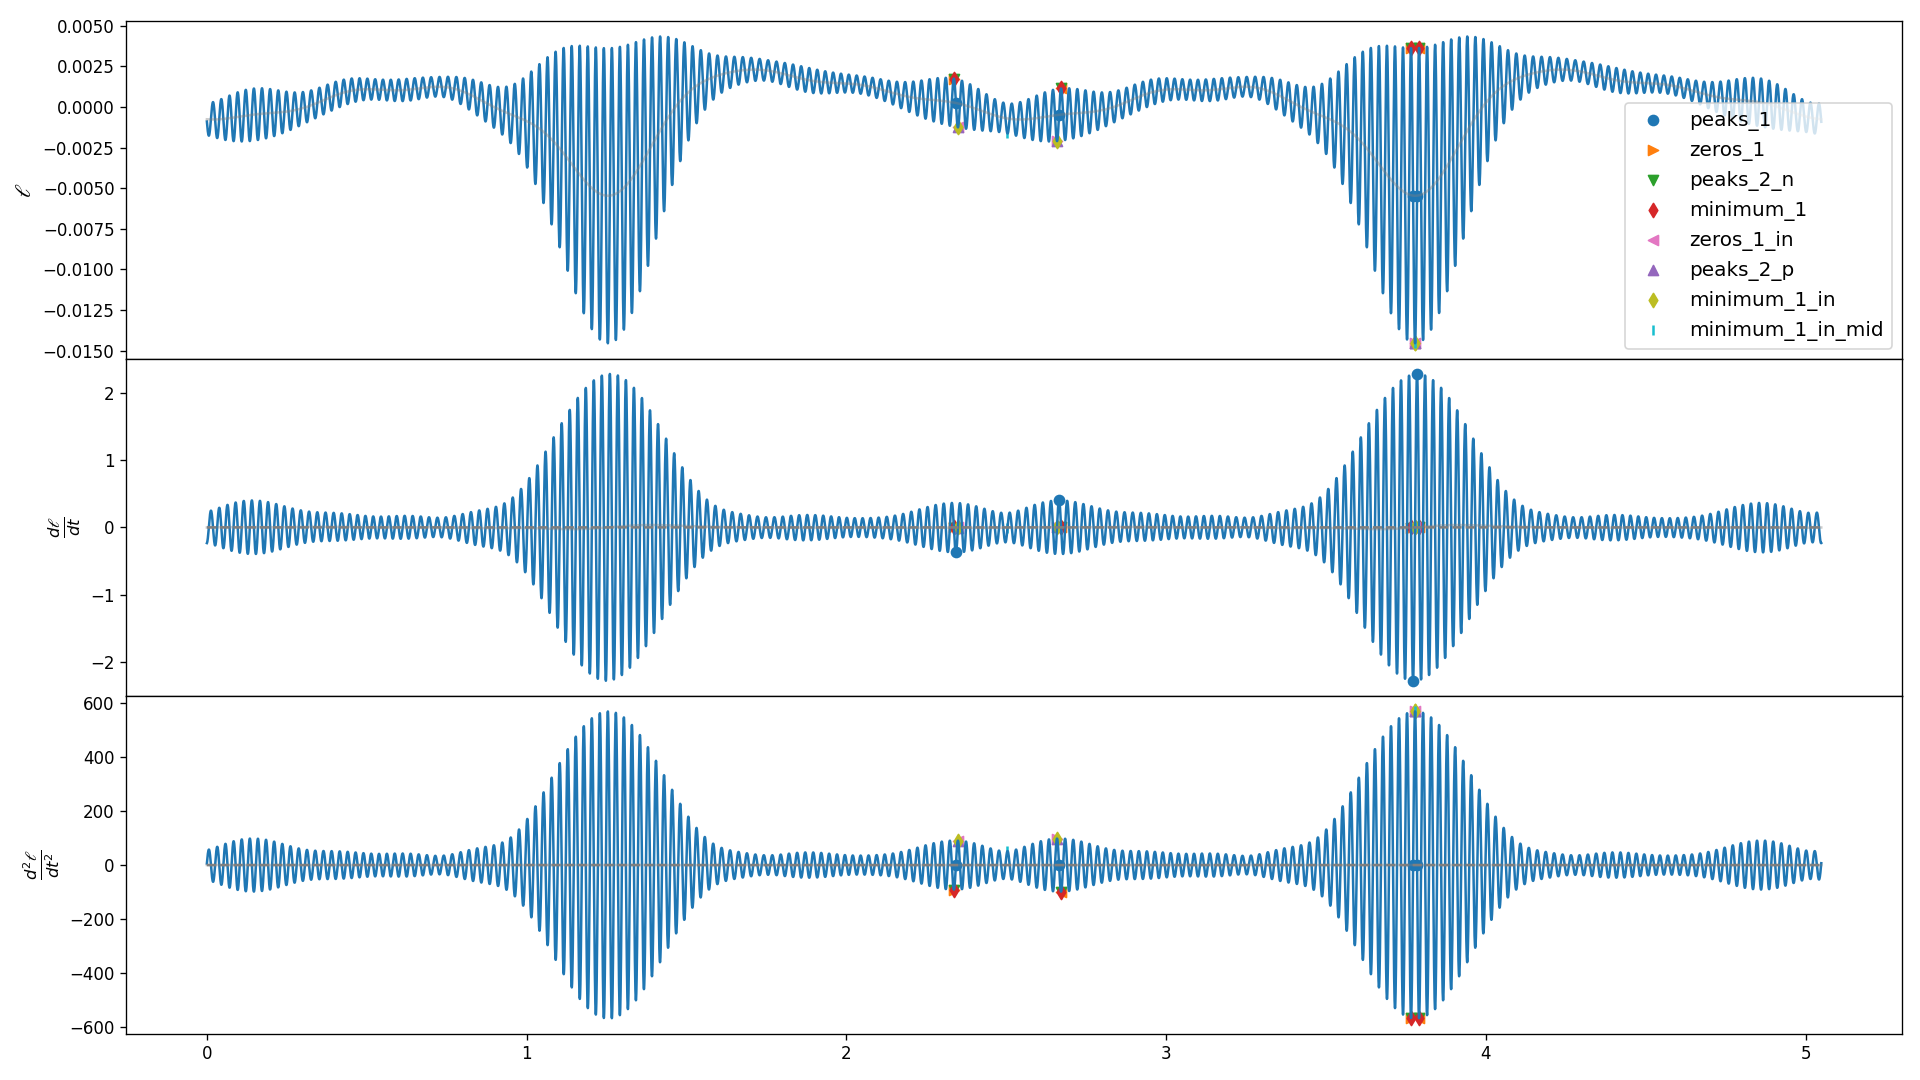 0.0050
0.0025
0.0000
−0.0025
−0.0050
−0.0075
−0.0100
−0.0125
−0.0150
ℓ
peaks_1
zeros_1
peaks_2_n
minimum_1
zeros_1_in
peaks_2_p
minimum_1_in
minimum_1_in_mid
2
1
0
−1
−2
dℓ
dt
600
400
200
0
−200
−400
−600
d²ℓ
dt²
0 1 2 3 4 5